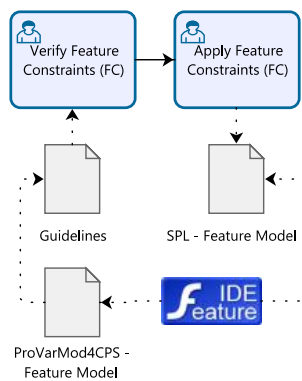 Verify Feature
Constraints (FC)
Apply Feature
Constraints (FC)
Guidelines
SPL - Feature Model
IDE
Feature
ProVarMod4CPS -
Feature Model